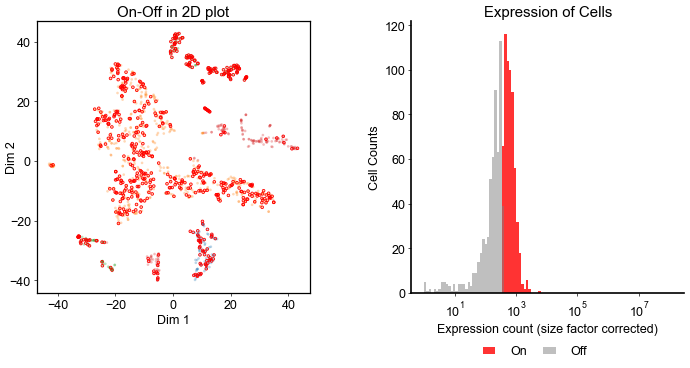 On-Off in 2D plot
40
20
0
−20
−40
Dim 2
−40 −20 0 20 40
Dim 1
Expression of Cells
120
100
80
60
40
20
0
Cell Counts
10^1 10^3 10^5 10^7
Expression count (size factor corrected)
On Off